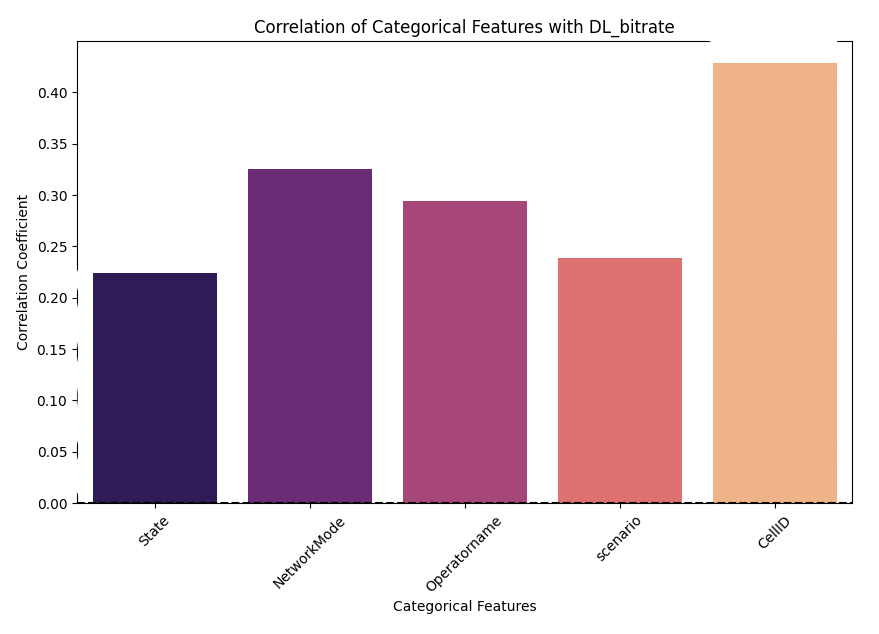 Correlation of Categorical Features with DL_bitrate
Correlation Coefficient
0.40
0.35
0.30
0.25
0.20
0.15
0.10
0.05
0.00
State
NetworkMode
Operatorname
scenario
CellID
Categorical Features